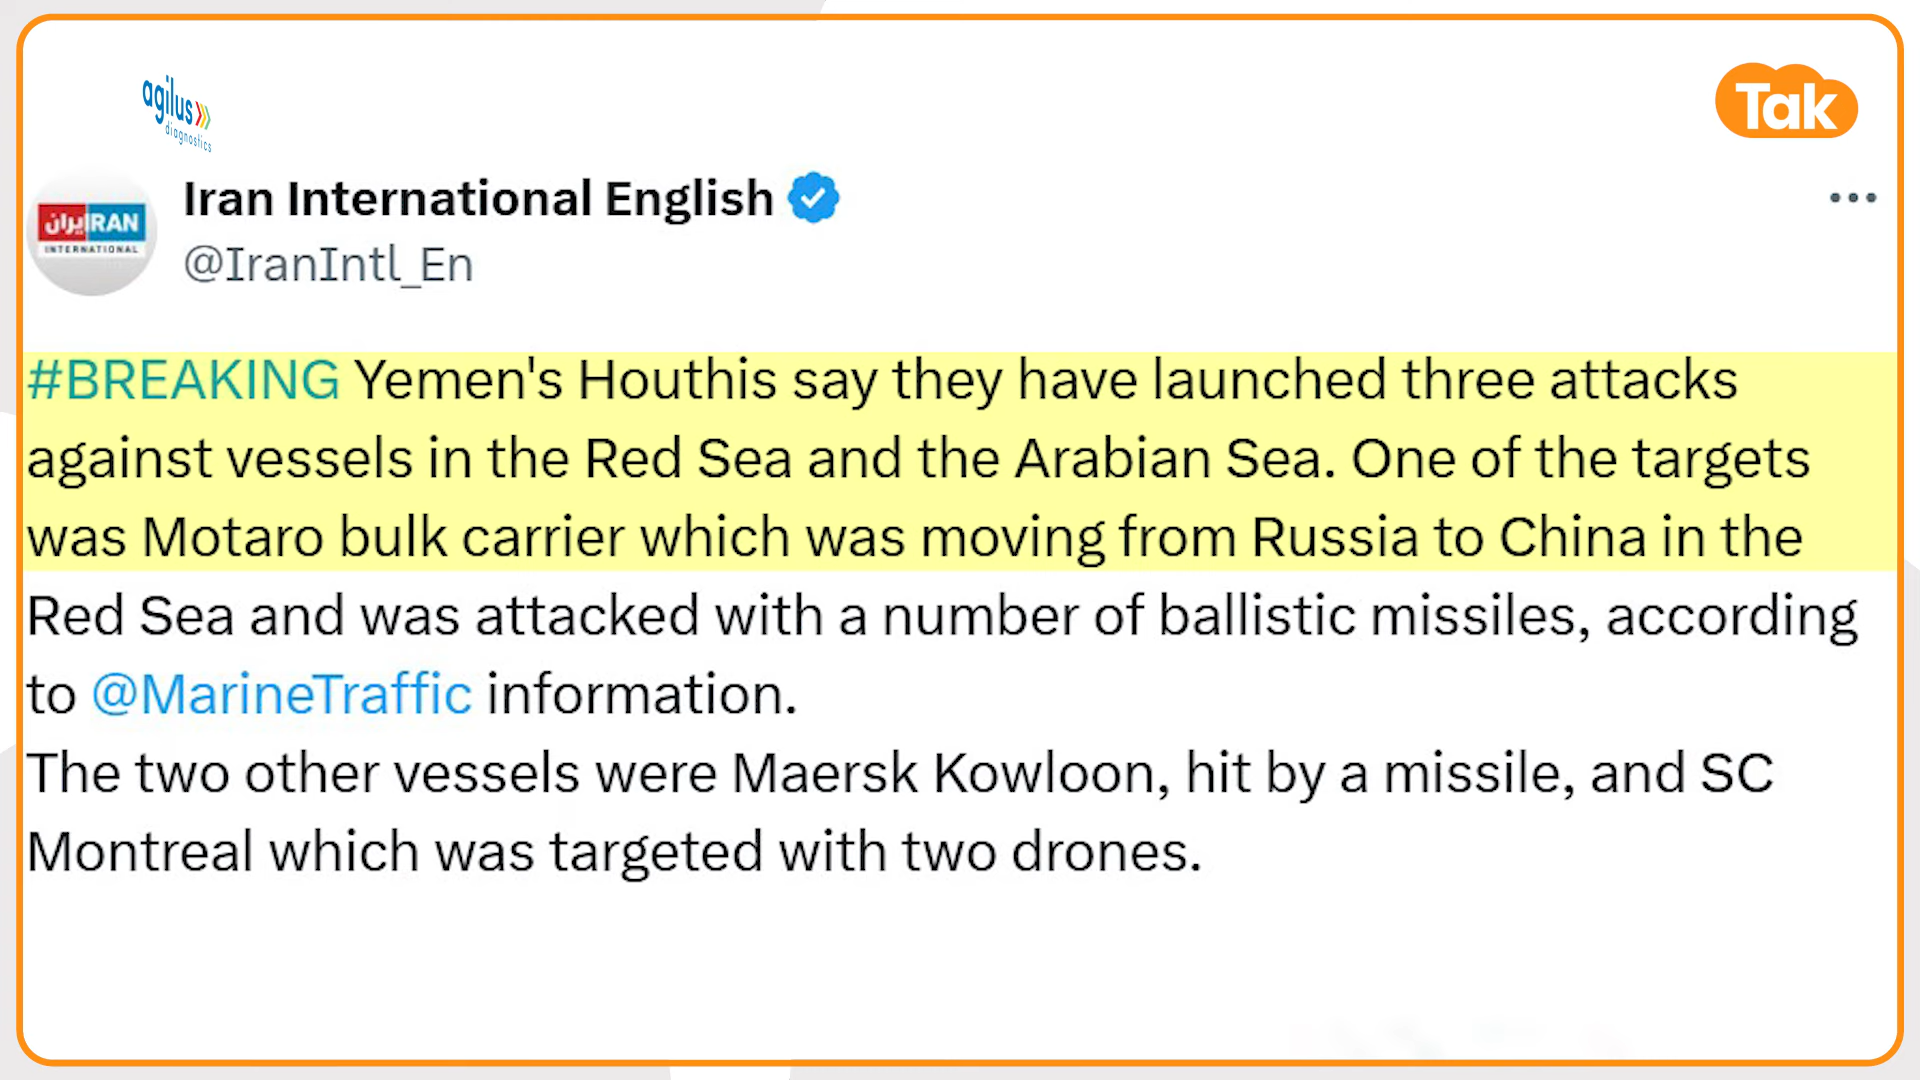 agilus
diagnostics
Tak
Iran International English
ایران IRAN
INTERNATIONAL
@IranIntl_En
#BREAKING Yemen's Houthis say they have launched three attacks
against vessels in the Red Sea and the Arabian Sea. One of the targets
was Motaro bulk carrier which was moving from Russia to China in the
Red Sea and was attacked with a number of ballistic missiles, according
to @MarineTraffic information.
The two other vessels were Maersk Kowloon, hit by a missile, and SC
Montreal which was targeted with two drones.